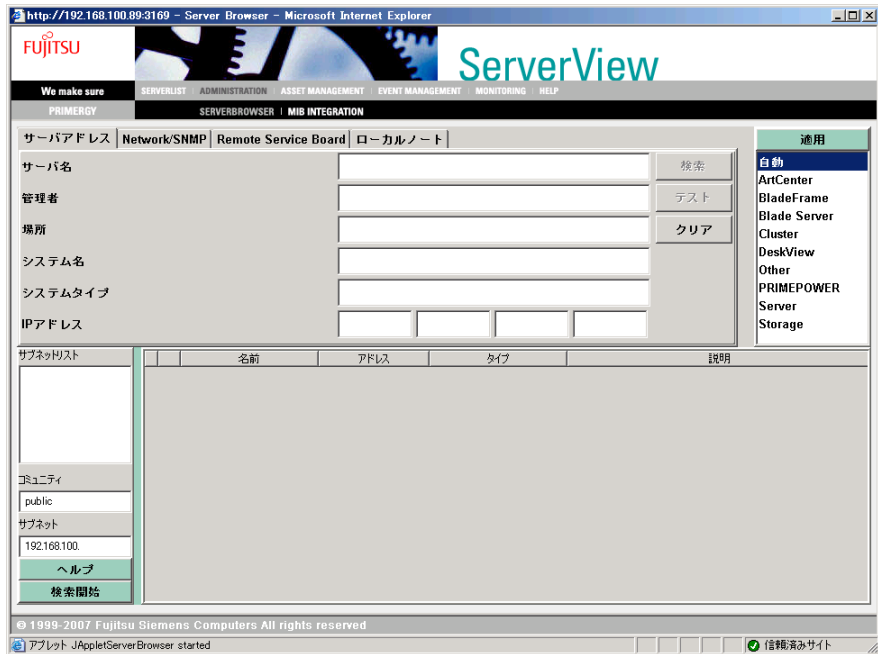 http://192.168.100.89:3169 - Server Browser - Microsoft Internet Explorer
FUJITSU
ServerView
We make sure
SERVERLIST | ADMINISTRATION | ASSET MANAGEMENT | EVENT MANAGEMENT | MONITORING | HELP
PRIMERGY
SERVERBROWSER | MIB INTEGRATION
サーバアドレス Network/SNMP Remote Service Board ローカルノート
適用
サーバ名
検索
管理者
テスト
場所
クリア
システム名
システムタイプ
IPアドレス
自動
ArtCenter
BladeFrame
Blade Server
Cluster
DeskView
Other
PRIMEPOWER
Server
Storage
サブネットリスト
名前 アドレス タイプ 説明
コミュニティ
public
サブネット
192.168.100.
ヘルプ
検索開始
© 1999-2007 Fujitsu Siemens Computers All rights reserved
アプレット JAppletServerBrowser started
信頼済みサイト